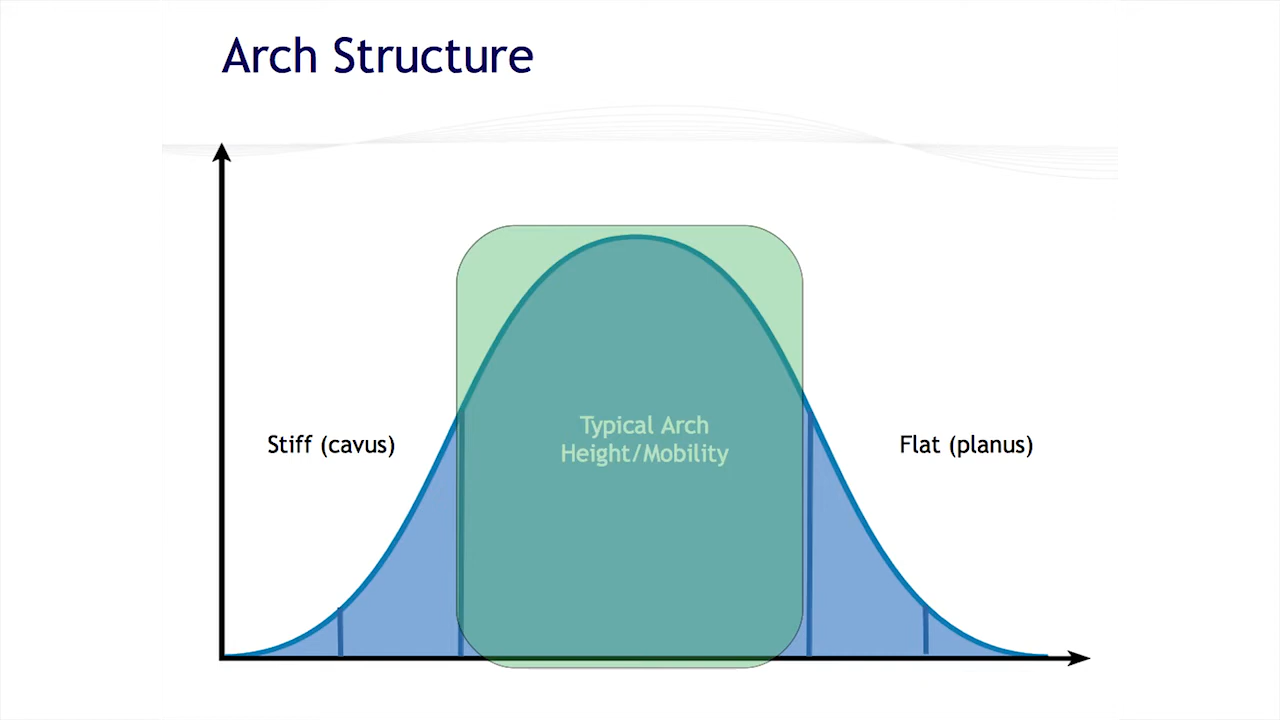 Arch Structure
Typical Arch
Height/Mobility
Stiff (cavus)
Flat (planus)